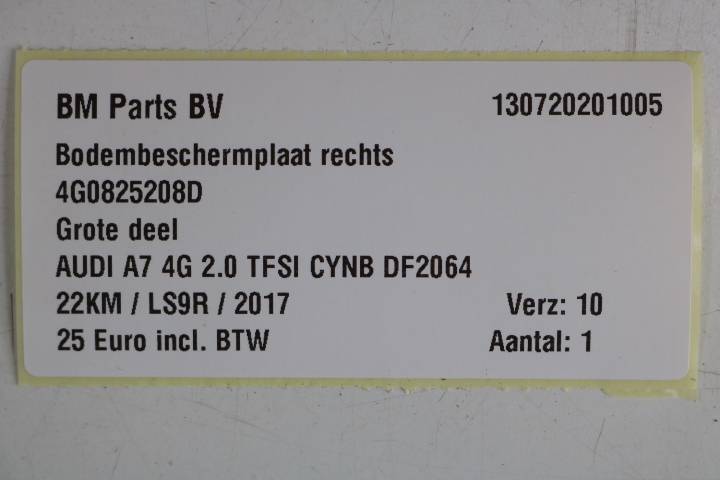 BM Parts BV 130720201005
Bodembeschermplaat rechts
4G0825208D
Grote deel
AUDI A7 4G 2.0 TFSI CYNB DF2064
22KM / LS9R / 2017 Verz: 10
25 Euro incl. BTW Aantal: 1